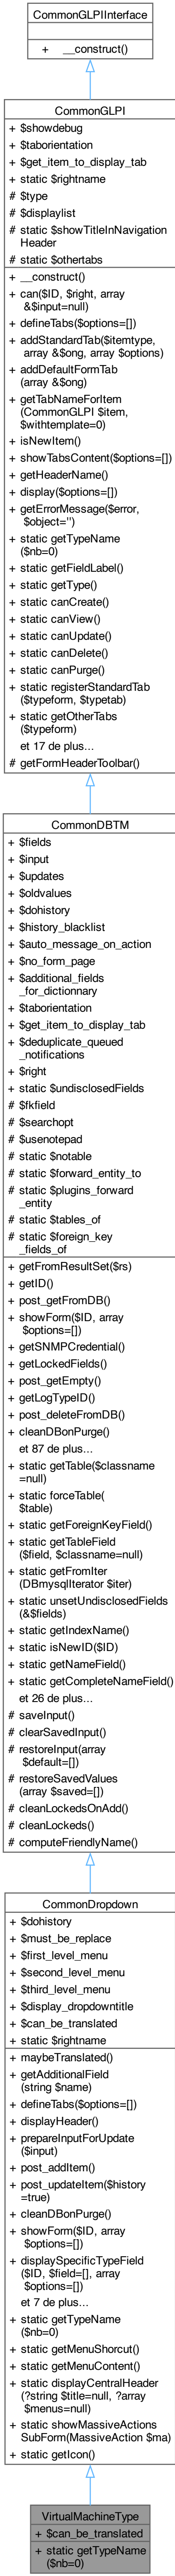 CommonGLPIInterface
+ __construct()
CommonGLPI
+ $showdebug
+ $taborientation
+ $get_item_to_display_tab
+ static $rightname
# $type
# $displaylist
# static $showTitleInNavigation
Header
# static $othertabs
+ __construct()
+ can($ID, $right, array
&$input=null)
+ defineTabs($options=[])
+ addStandardTab($itemtype,
array &$ong, array $options)
+ addDefaultFormTab
(array &$ong)
+ getTabNameForItem
(CommonGLPI $item,
$withtemplate=0)
+ isNewItem()
+ showTabsContent($options=[])
+ getHeaderName()
+ display($options=[])
+ getErrorMessage($error,
$object='')
+ static getTypeName
($nb=0)
+ static getFieldLabel()
+ static getType()
+ static canCreate()
+ static canView()
+ static canUpdate()
+ static canDelete()
+ static canPurge()
+ static registerStandardTab
($typeform, $typetab)
+ static getOtherTabs
($typeform)
et 17 de plus...
# getFormHeaderToolbar()
CommonDBTM
+ $fields
+ $input
+ $updates
+ $oldvalues
+ $dohistory
+ $history_blacklist
+ $auto_message_on_action
+ $no_form_page
+ $additional_fields
_for_dictionnary
+ $taborientation
+ $get_item_to_display_tab
+ $deduplicate_queued
_notifications
+ $right
+ static $undisclosedFields
# $fkfield
# $searchopt
# $usenotepad
# static $notable
# static $forward_entity_to
# static $plugins_forward
_entity
# static $tables_of
# static $foreign_key
_fields_of
+ getFromResultSet($rs)
+ getID()
+ post_getFromDB()
+ showForm($ID, array
$options=[])
+ getSNMPCredential()
+ getLockedFields()
+ post_getEmpty()
+ getLogTypeID()
+ post_deleteFromDB()
+ cleanDBonPurge()
et 87 de plus...
+ static getTable($classname
=null)
+ static forceTable(
$table)
+ static getForeignKeyField()
+ static getTableField
($field, $classname=null)
+ static getFromIter
(DBmysqlIterator $iter)
+ static unsetUndisclosedFields
(&$fields)
+ static getIndexName()
+ static isNewID($ID)
+ static getNameField()
+ static getCompleteNameField()
et 26 de plus...
# saveInput()
# clearSavedInput()
# restoreInput(array
$default=[])
# restoreSavedValues
(array $saved=[])
# cleanLockedsOnAdd()
# cleanLockeds()
# computeFriendlyName()
CommonDropdown
+ $dohistory
+ $must_be_replace
+ $first_level_menu
+ $second_level_menu
+ $third_level_menu
+ $display_dropdowntitle
+ $can_be_translated
+ static $rightname
+ maybeTranslated()
+ getAdditionalField
(string $name)
+ defineTabs($options=[])
+ displayHeader()
+ prepareInputForUpdate
($input)
+ post_addItem()
+ post_updateItem($history
=true)
+ cleanDBonPurge()
+ showForm($ID, array
$options=[])
+ displaySpecificTypeField
($ID, $field=[], array
$options=[])
et 7 de plus...
+ static getTypeName
($nb=0)
+ static getMenuShorcut()
+ static getMenuContent()
+ static displayCentralHeader
(?string $title=null, ?array
$menus=null)
+ static showMassiveActions
SubForm(MassiveAction $ma)
+ static getIcon()
VirtualMachineType
+ $can_be_translated
+ static getTypeName
($nb=0)